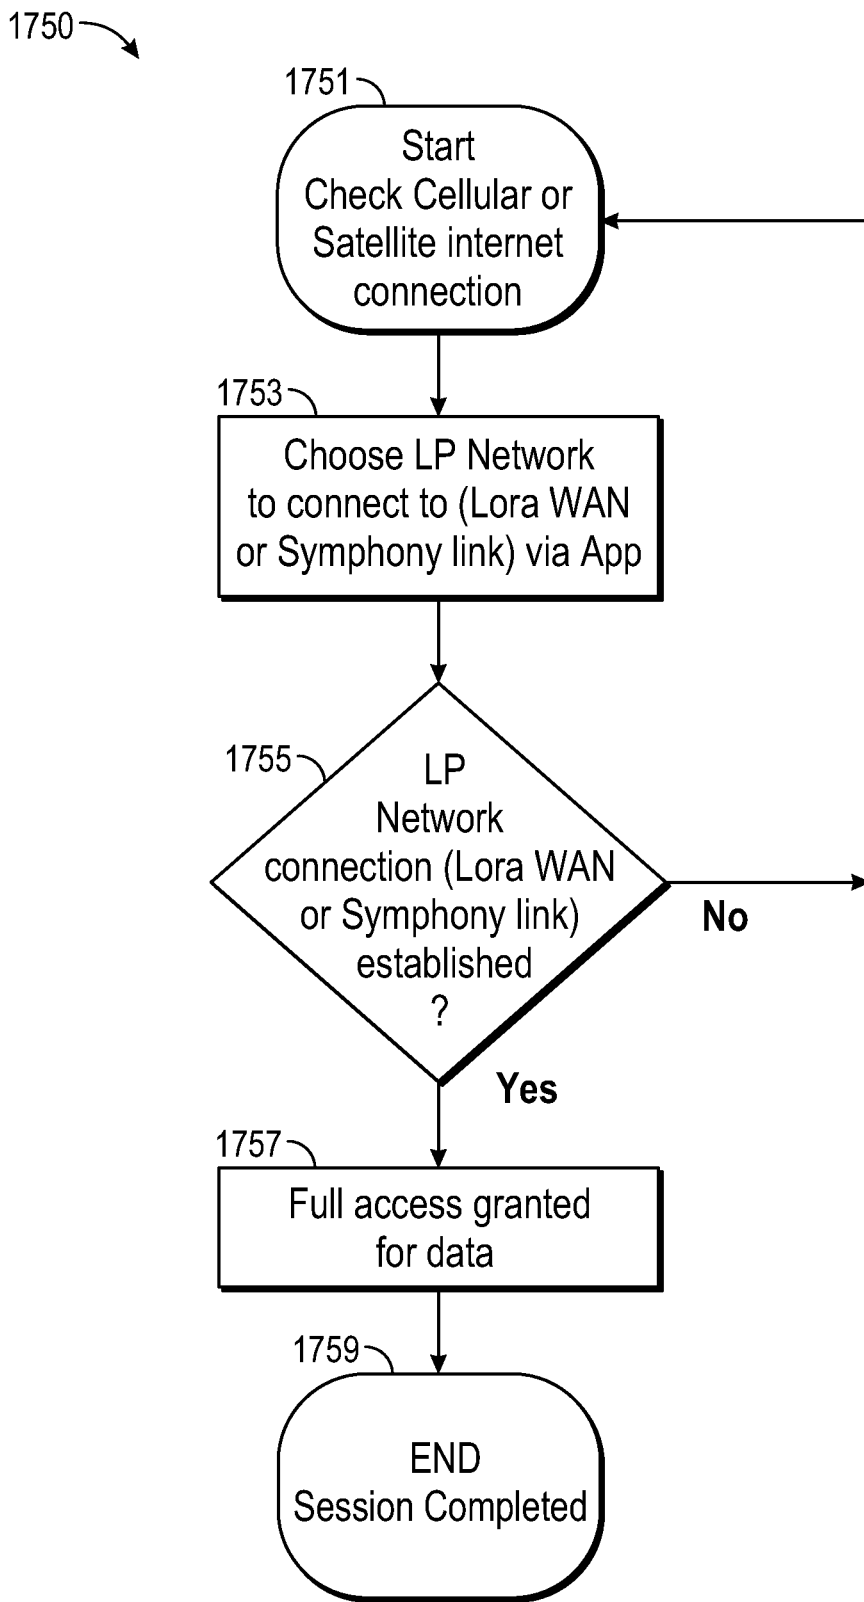 1750
1751
Start
Check Cellular or
Satellite internet
connection
1753
Choose LP Network
to connect to (Lora WAN
or Symphony link) via App
1755
LP
Network
connection (Lora WAN
or Symphony link)
established
?
No
Yes
1757
Full access granted
for data
1759
END
Session Completed